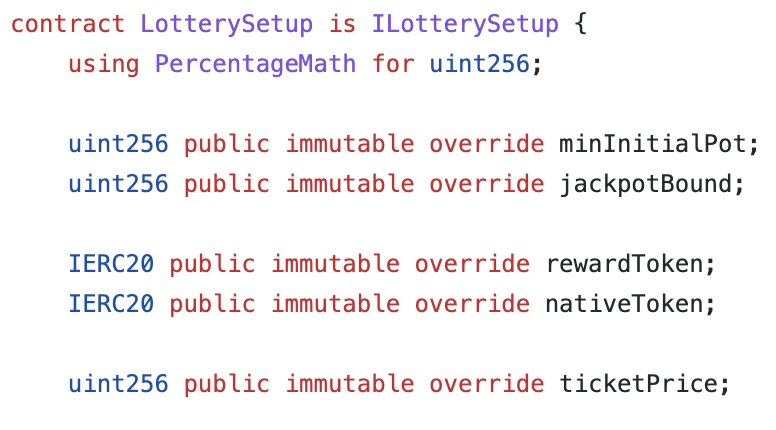 contract LotterySetup is ILotterySetup {
using PercentageMath for uint256;
uint256 public immutable override minInitialPot;
uint256 public immutable override jackpotBound;
IERC20 public immutable override rewardToken;
IERC20 public immutable override nativeToken;
uint256 public immutable override ticketPrice;